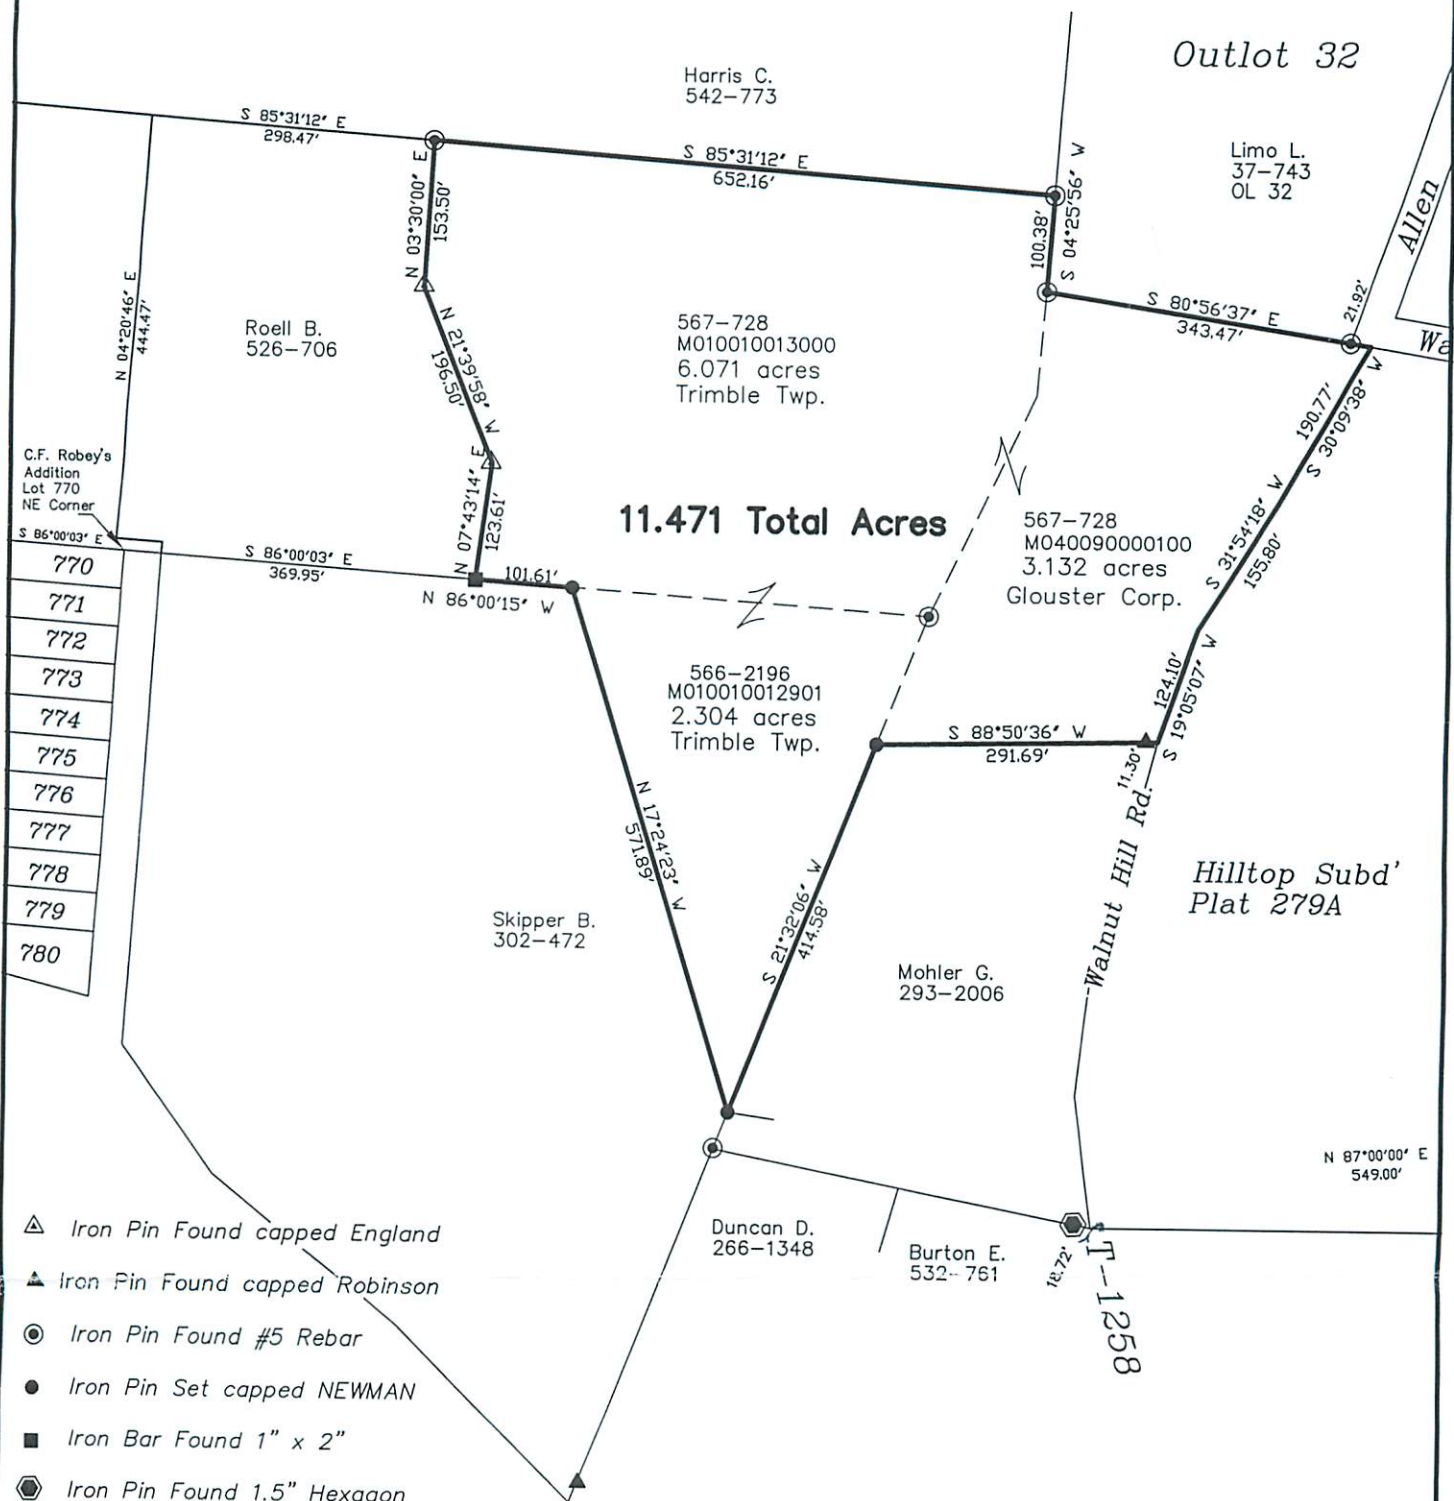 Outlot 32
Harris C.
542-773
S 85°31'12" E
298.47'
S 85°31'12" E
652.16'
Limo L.
37-743
OL 32
Allen
S 04°25'56" W
100.38'
N 03°30'00" E
153.50'
N 04°20'46" E
444.47'
Roell B.
526-706
N 21°39'58" W
196.50'
567-728
M010010013000
6.071 acres
Trimble Twp.
S 80°56'37" E
343.47'
21.92'
Wa
190.77'
S 30°09'38" W
C.F. Robey's
Addition
Lot 770
NE Corner
S 86°00'03" E
S 86°00'03" E
369.95'
N 07°43'14" E
123.61'
11.471 Total Acres
101.61'
N 86°00'15" W
567-728
M040090000100
3.132 acres
Glouster Corp.
S 31°54'18" W
155.80'
770
771
772
773
774
775
776
777
778
779
780
566-2196
M010010012901
2.304 acres
Trimble Twp.
124.10'
S 19°05'07" W
S 88°50'36" W
291.69'
11.30'
N 17°24'23" W
571.89'
S 21°32'06" W
414.58'
Walnut Hill Rd.
Hilltop Subd'
Plat 279A
Skipper B.
302-472
Mohler G.
293-2006
N 87°00'00" E
549.00'
Duncan D.
266-1348
Burton E.
532-761
18.72'
T-1258
Iron Pin Found capped England
Iron Pin Found capped Robinson
Iron Pin Found #5 Rebar
Iron Pin Set capped NEWMAN
Iron Bar Found 1" x 2"
Iron Pin Found 1.5" Hexagon